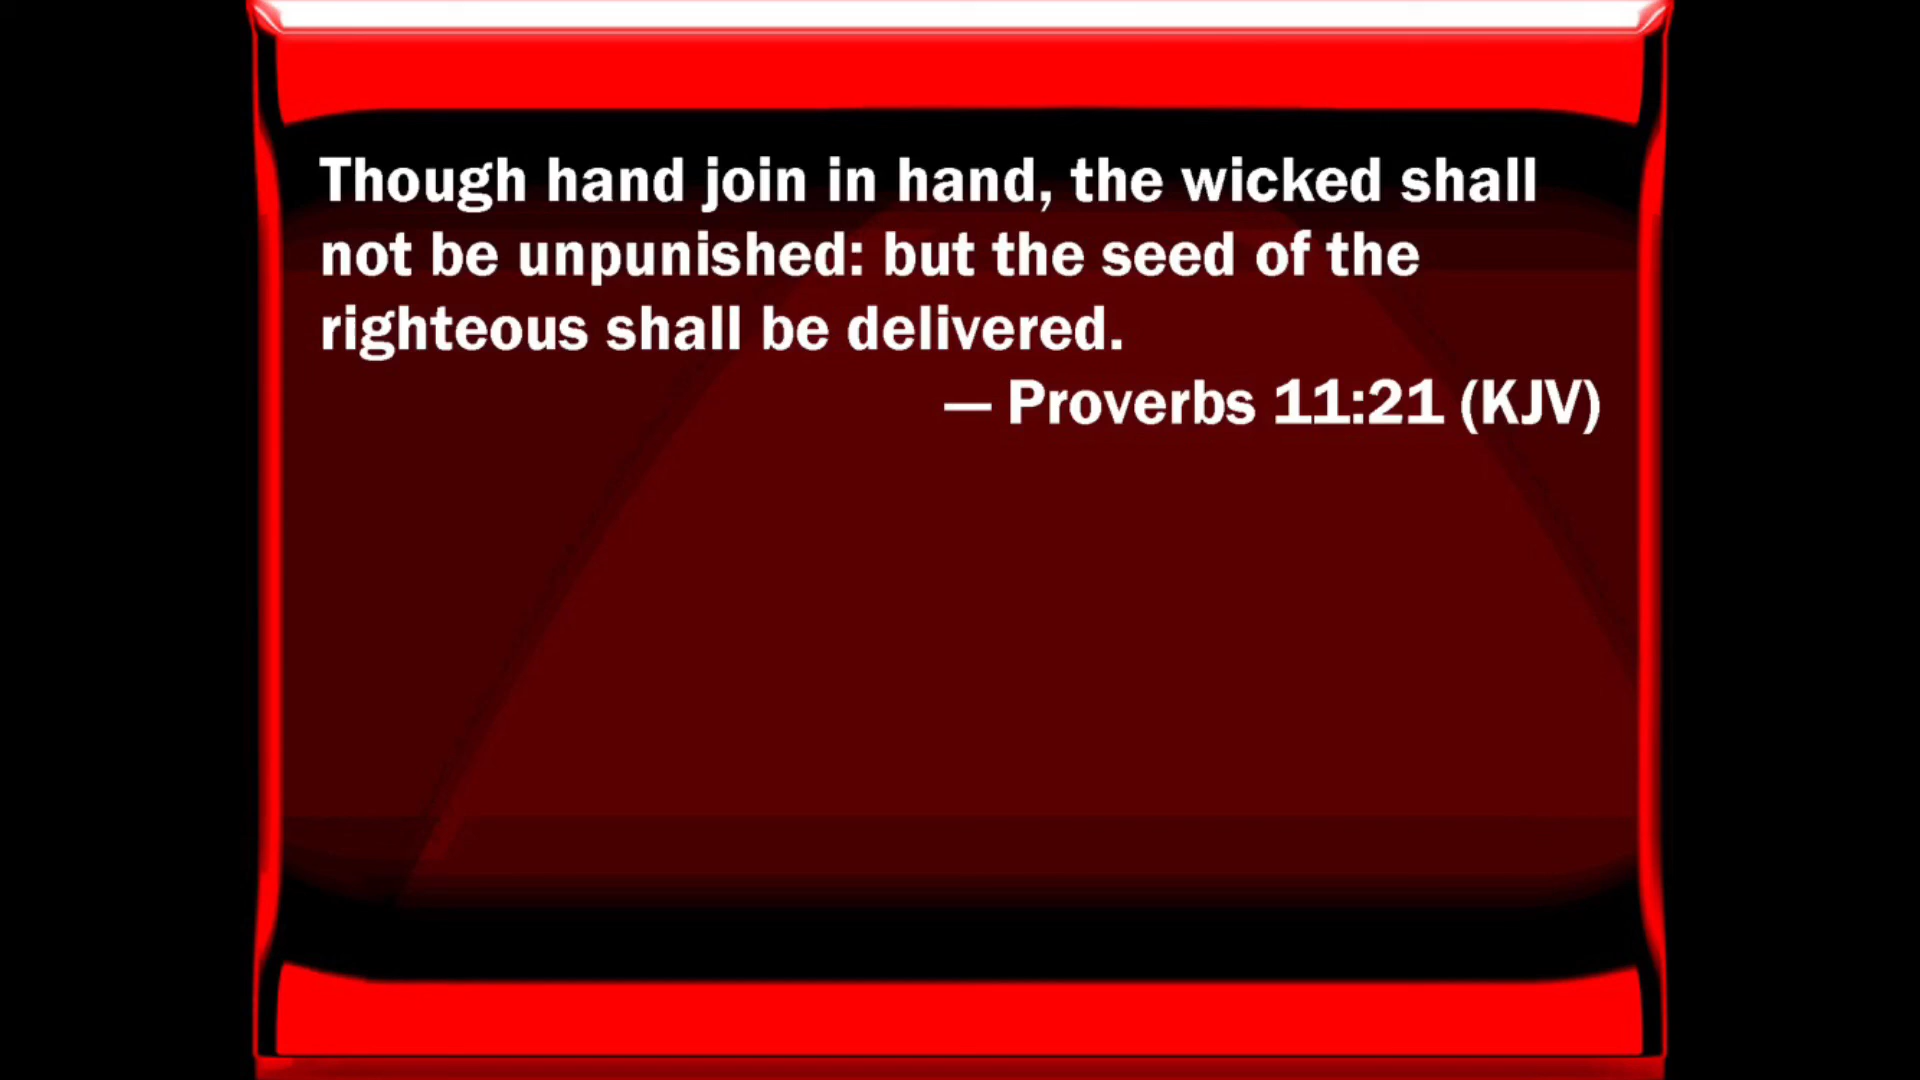 Though hand join in hand, the wicked shall
not be unpunished: but the seed of the
righteous shall be delivered.
— Proverbs 11:21 (KJV)